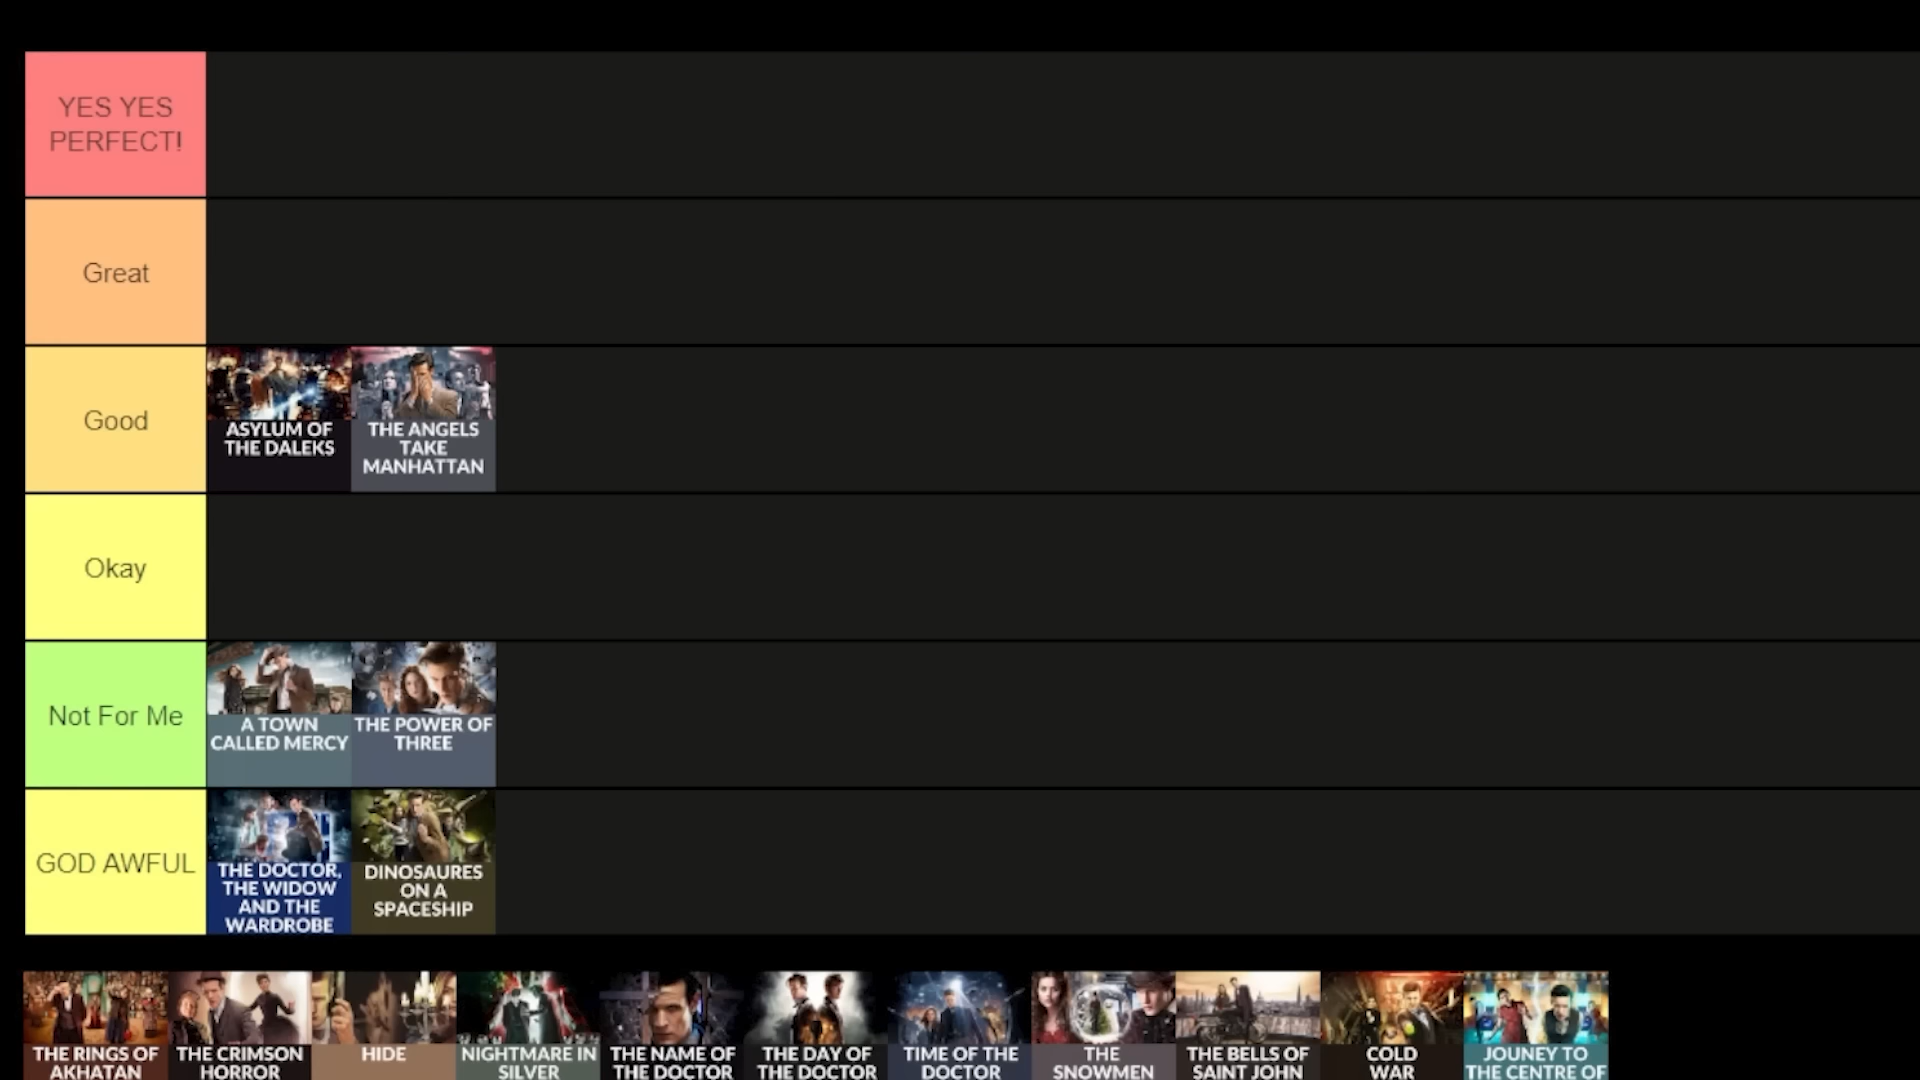 YES YES
PERFECT!
Great
Good
ASYLUM OF
THE DALEKS
THE ANGELS
TAKE
MANHATTAN
Okay
Not For Me
A TOWN
CALLED MERCY
THE POWER OF
THREE
GOD AWFUL
THE DOCTOR,
THE WIDOW
AND THE
WARDROBE
DINOSAURES
ON A
SPACESHIP
THE RINGS OF
AKHATAN
THE CRIMSON
HORROR
HIDE
NIGHTMARE IN
SILVER
THE NAME OF
THE DOCTOR
THE DAY OF
THE DOCTOR
TIME OF THE
DOCTOR
THE
SNOWMEN
THE BELLS OF
SAINT JOHN
COLD
WAR
JOUNEY TO
THE CENTRE OF